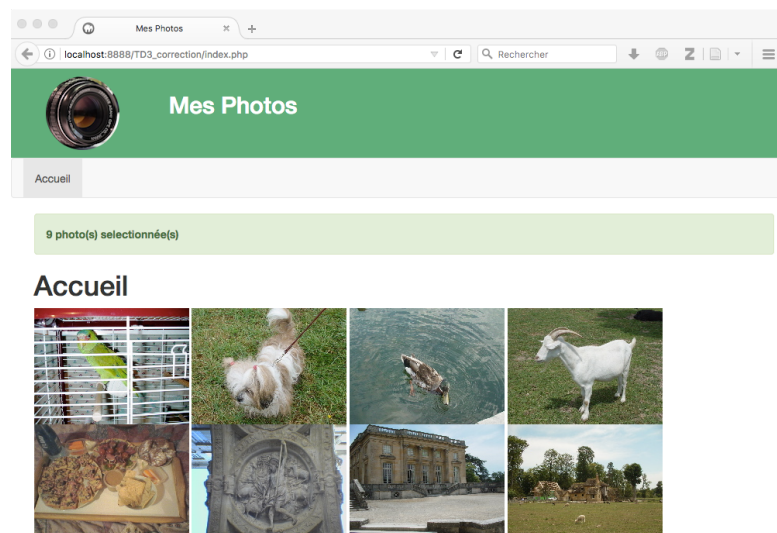 Mes Photos
localhost:8888/TD3_correction/index.php
Rechercher
Z
Mes Photos
Accueil
9 photo(s) selectionnée(s)
Accueil